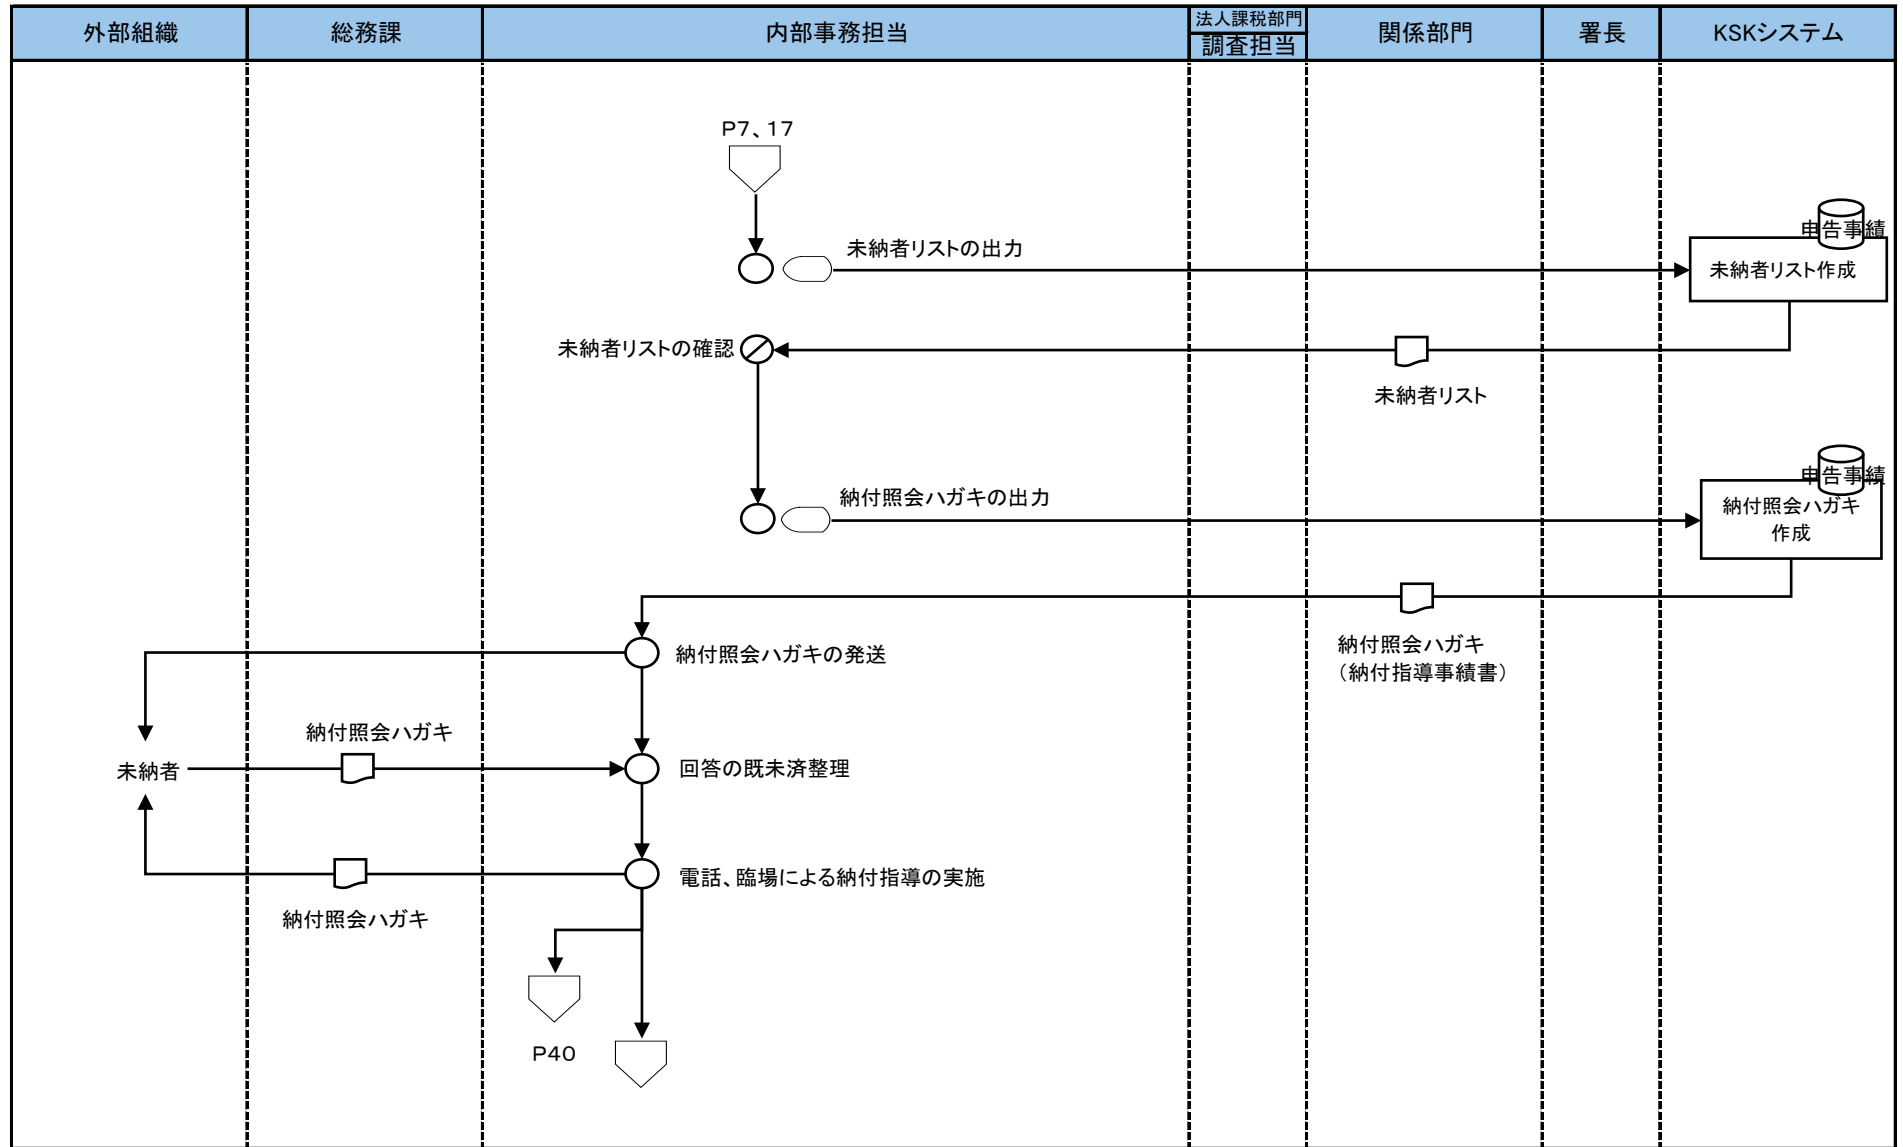 外部組織
総務課
内部事務担当
法人課税部門
調査担当
関係部門
署長
KSKシステム
P7、17
未納者リストの出力
申告事績
未納者リスト作成
未納者リストの確認
未納者リスト
納付照会ハガキの出力
申告事績
納付照会ハガキ
作成
納付照会ハガキの発送
納付照会ハガキ
（納付指導事績書）
納付照会ハガキ
未納者
回答の既未済整理
電話、臨場による納付指導の実施
納付照会ハガキ
P40